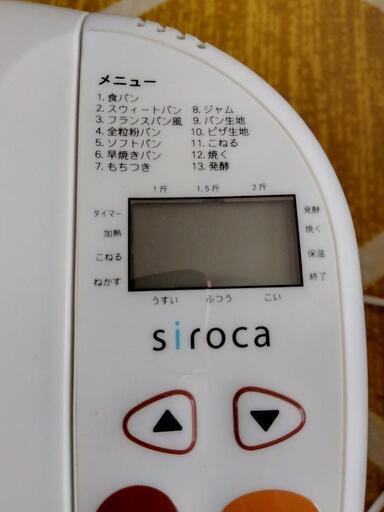 メニュー
1. 食パン
2. スウィートパン
3. フランスパン風
4. 全粒粉パン
5. ソフトパン
6. 早焼きパン
7. もちつき
8. ジャム
9. パン生地
10. ピザ生地
11. こねる
12. 焼く
13. 発酵
1斤 1.5斤 2斤
タイマー
加熱
こねる
ねかす
発酵
焼く
保温
終了
うすい ふつう こい
siroca